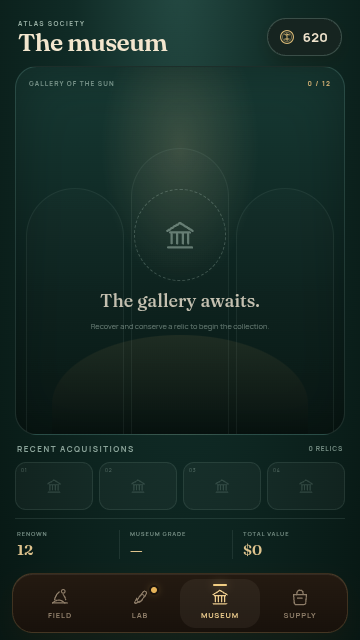 ATLAS SOCIETY
The museum
620
GALLERY OF THE SUN
0 / 12
The gallery awaits.
Recover and conserve a relic to begin the collection.
RECENT ACQUISITIONS
0 RELICS
01
02
03
04
RENOWN
12
MUSEUM GRADE
—
TOTAL VALUE
$0
FIELD
LAB
MUSEUM
SUPPLY